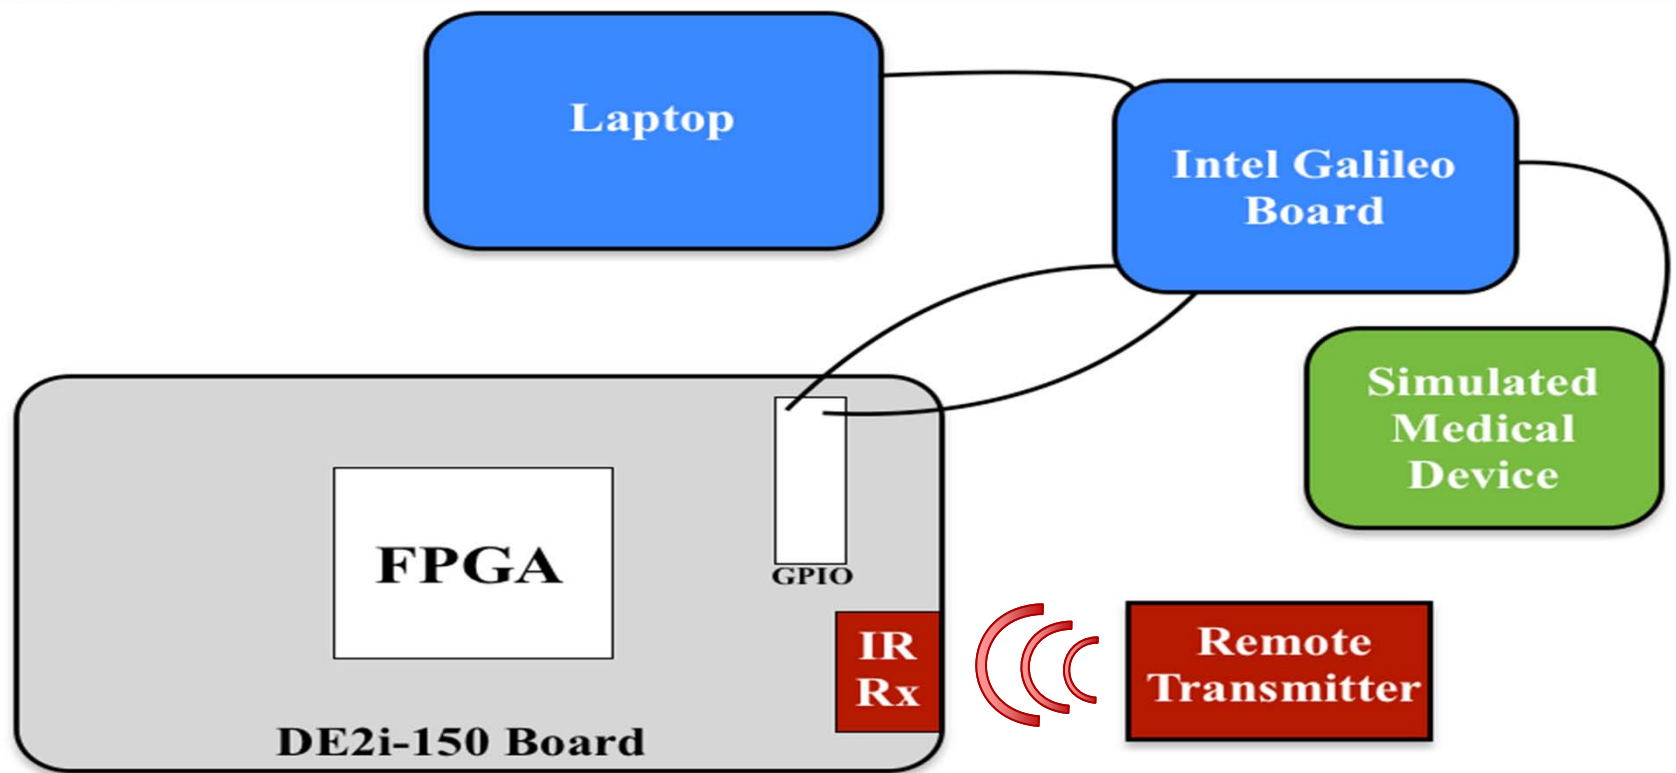 Laptop
Intel Galileo
Board
Simulated
Medical
Device
FPGA
GPIO
IR
Rx
Remote
Transmitter
DE2i-150 Board